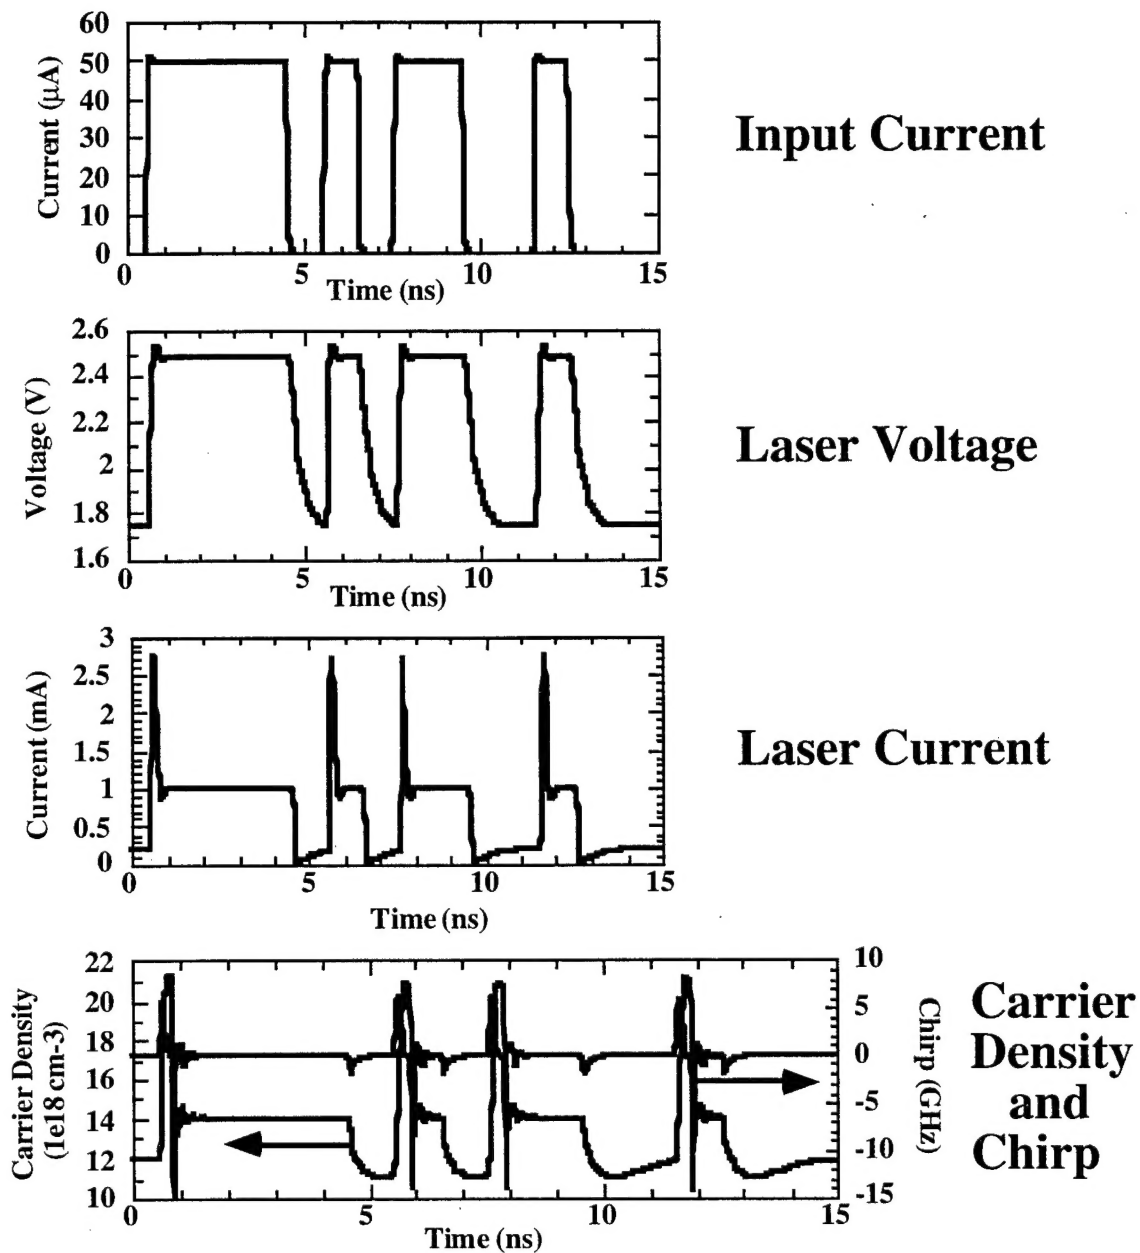 60
50
40
30
20
10
0
Current (μA)
0 5 10 15
Time (ns)
Input Current
2.6
2.4
2.2
2
1.8
1.6
Voltage (V)
0 5 10 15
Time (ns)
Laser Voltage
3
2.5
2
1.5
1
0.5
0
Current (mA)
0 5 10 15
Time (ns)
Laser Current
22
20
18
16
14
12
10
Carrier Density
(1e18 cm-3)
10
5
0
-5
-10
-15
Chirp (GHz)
0 5 10 15
Time (ns)
Carrier
Density
and
Chirp